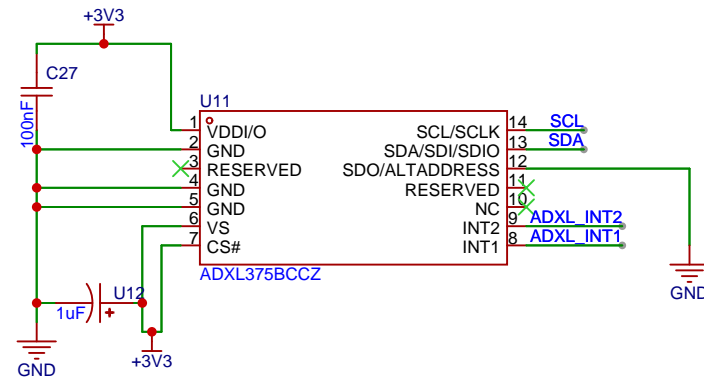 +3V3
C27
100nF
U11
1 VDDI/O
2 GND
3 RESERVED
4 GND
5 GND
6 VS
7 CS#
SCL/SCLK 14 SCL
SDA/SDI/SDIO 13 SDA
SDO/ALTADDRESS 12
RESERVED 11
NC 10
INT2 9 ADXL_INT2
INT1 8 ADXL_INT1
ADXL375BCCZ
U12
1uF
+
+3V3
GND
GND